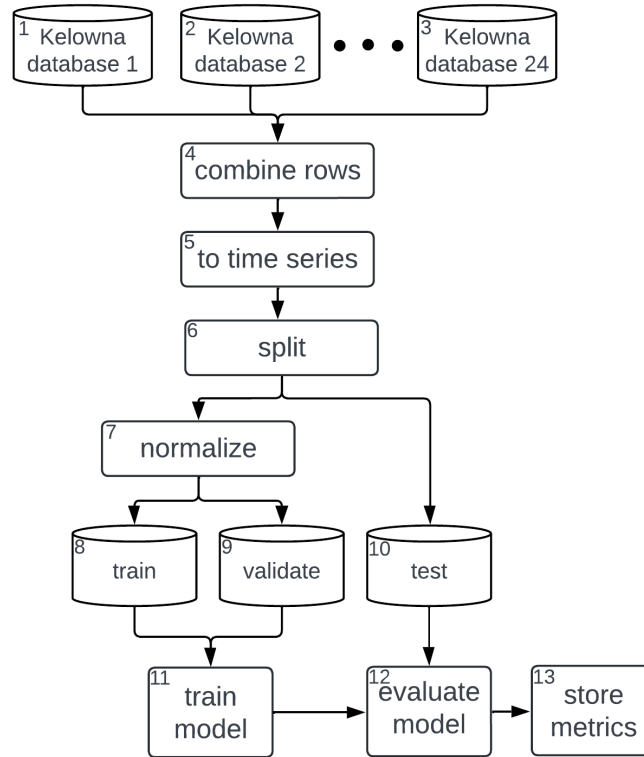 1 Kelowna
database 1
2 Kelowna
database 2
3 Kelowna
database 24
4 combine rows
5 to time series
6 split
7 normalize
8 train
9 validate
10 test
11 train
model
12 evaluate
model
13 store
metrics